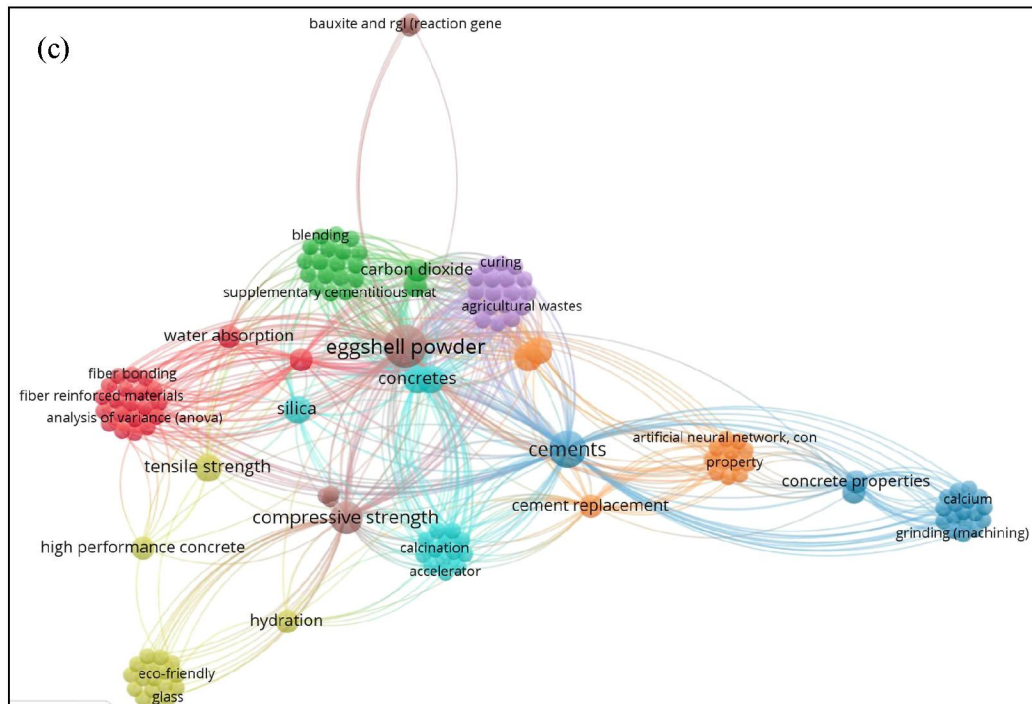 bauxite and rgl (reaction gene
(c)
blending
carbon dioxide
curing
supplementary cementitious mat
agricultural wastes
water absorption
eggshell powder
fiber bonding
concretes
fiber reinforced materials
silica
analysis of variance (anova)
artificial neural network, con
cements
property
tensile strength
concrete properties
calcium
cement replacement
compressive strength
grinding (machining)
high performance concrete
calcination
accelerator
hydration
eco-friendly
glass